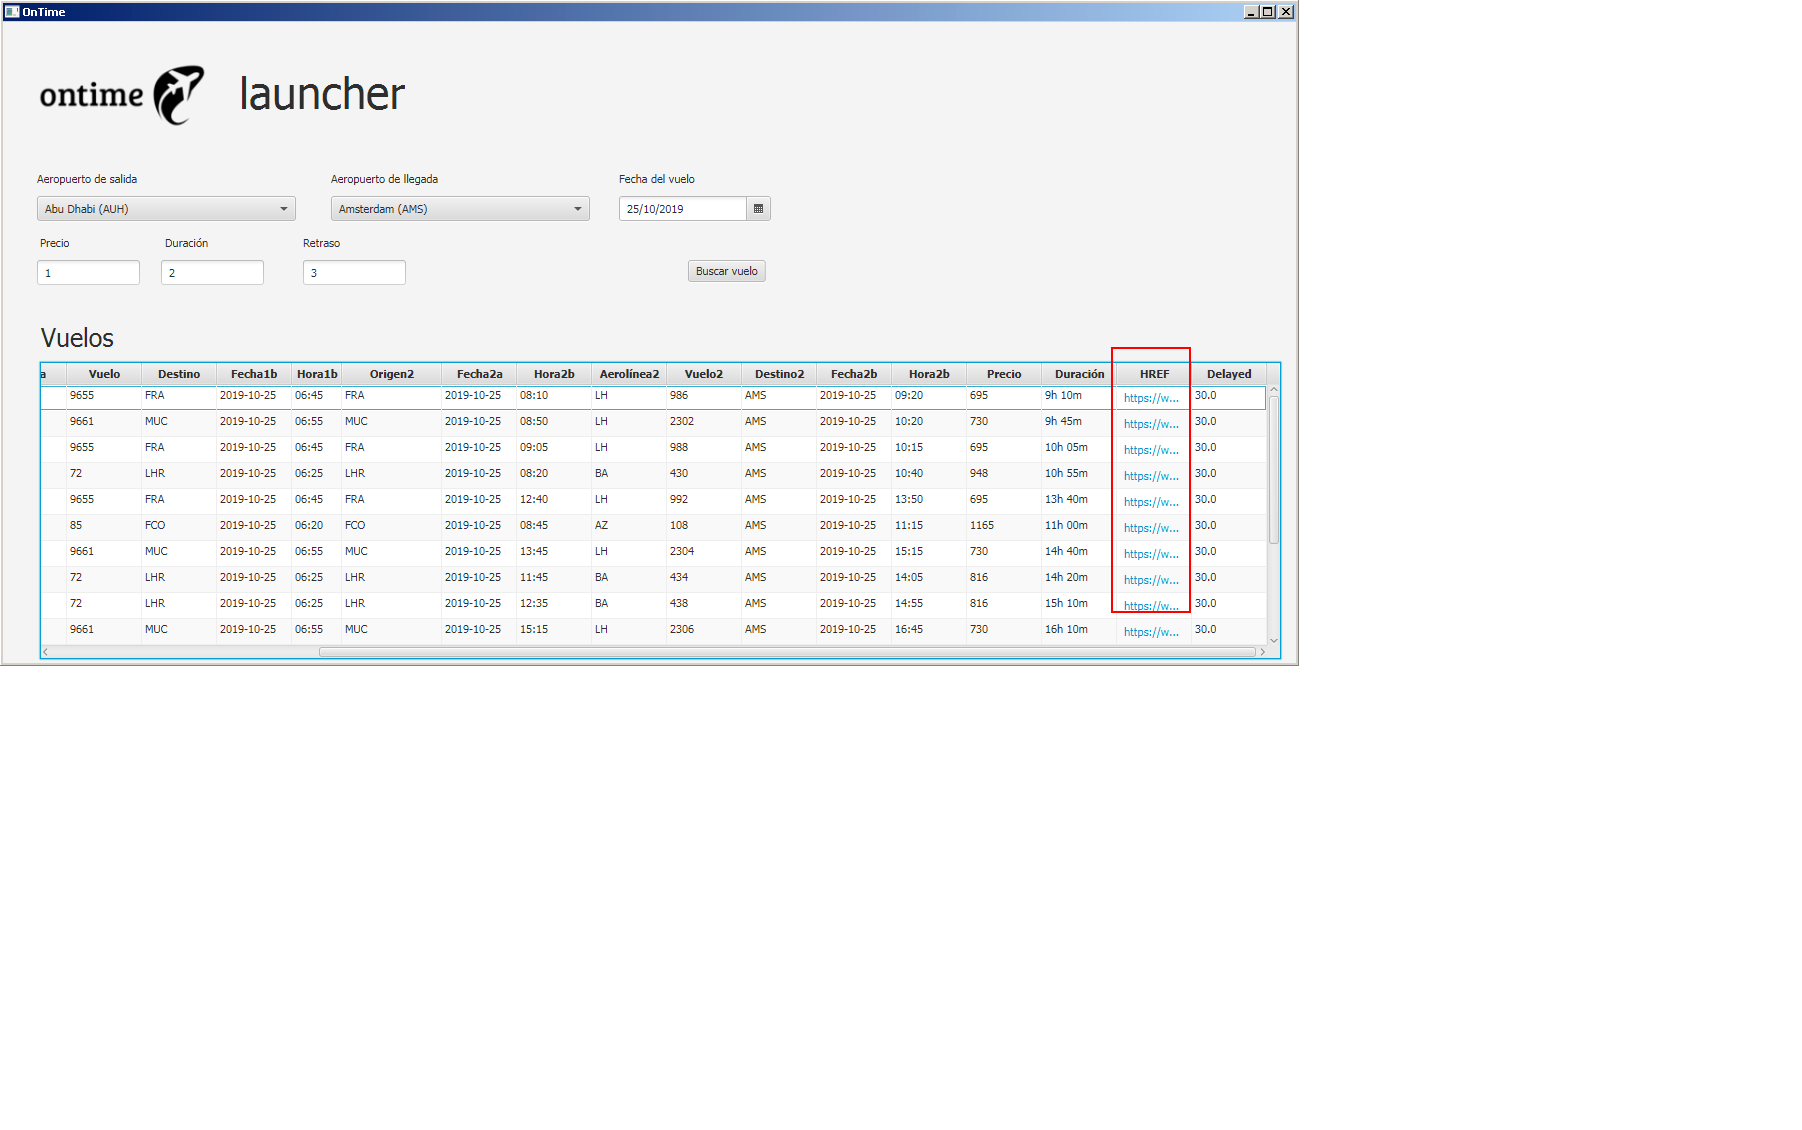 OnTime
ontime launcher
Aeropuerto de salida Aeropuerto de llegada Fecha del vuelo
Abu Dhabi (AUH) Amsterdam (AMS) 25/10/2019
Precio Duración Retraso
1 2 3 Buscar vuelo
Vuelos
a Vuelo Destino Fecha1b Hora1b Origen2 Fecha2a Hora2b Aerolínea2 Vuelo2 Destino2 Fecha2b Hora2b Precio Duración HREF Delayed
9655 FRA 2019-10-25 06:45 FRA 2019-10-25 08:10 LH 986 AMS 2019-10-25 09:20 695 9h 10m https://w... 30.0
9661 MUC 2019-10-25 06:55 MUC 2019-10-25 08:50 LH 2302 AMS 2019-10-25 10:20 730 9h 45m https://w... 30.0
9655 FRA 2019-10-25 06:45 FRA 2019-10-25 09:05 LH 988 AMS 2019-10-25 10:15 695 10h 05m https://w... 30.0
72 LHR 2019-10-25 06:25 LHR 2019-10-25 08:20 BA 430 AMS 2019-10-25 10:40 948 10h 55m https://w... 30.0
9655 FRA 2019-10-25 06:45 FRA 2019-10-25 12:40 LH 992 AMS 2019-10-25 13:50 695 13h 40m https://w... 30.0
85 FCO 2019-10-25 06:20 FCO 2019-10-25 08:45 AZ 108 AMS 2019-10-25 11:15 1165 11h 00m https://w... 30.0
9661 MUC 2019-10-25 06:55 MUC 2019-10-25 13:45 LH 2304 AMS 2019-10-25 15:15 730 14h 40m https://w... 30.0
72 LHR 2019-10-25 06:25 LHR 2019-10-25 11:45 BA 434 AMS 2019-10-25 14:05 816 14h 20m https://w... 30.0
72 LHR 2019-10-25 06:25 LHR 2019-10-25 12:35 BA 438 AMS 2019-10-25 14:55 816 15h 10m https://w... 30.0
9661 MUC 2019-10-25 06:55 MUC 2019-10-25 15:15 LH 2306 AMS 2019-10-25 16:45 730 16h 10m https://w... 30.0